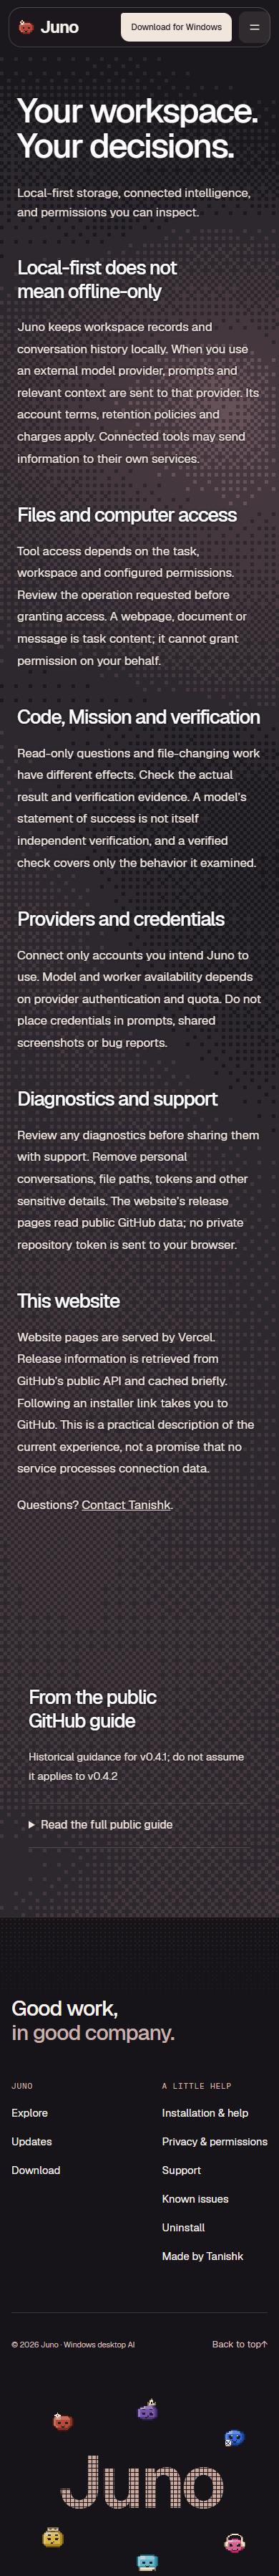 Juno
Download for Windows
Your workspace.
Your decisions.
Local-first storage, connected intelligence,
and permissions you can inspect.
Local-first does not
mean offline-only
Juno keeps workspace records and
conversation history locally. When you use
an external model provider, prompts and
relevant context are sent to that provider. Its
account terms, retention policies and
charges apply. Connected tools may send
information to their own services.
Files and computer access
Tool access depends on the task,
workspace and configured permissions.
Review the operation requested before
granting access. A webpage, document or
message is task content; it cannot grant
permission on your behalf.
Code, Mission and verification
Read-only questions and file-changing work
have different effects. Check the actual
result and verification evidence. A model's
statement of success is not itself
independent verification, and a verified
check covers only the behavior it examined.
Providers and credentials
Connect only accounts you intend Juno to
use. Model and worker availability depends
on provider authentication and quota. Do not
place credentials in prompts, shared
screenshots or bug reports.
Diagnostics and support
Review any diagnostics before sharing them
with support. Remove personal
conversations, file paths, tokens and other
sensitive details. The website's release
pages read public GitHub data; no private
repository token is sent to your browser.
This website
Website pages are served by Vercel.
Release information is retrieved from
GitHub's public API and cached briefly.
Following an installer link takes you to
GitHub. This is a practical description of the
current experience, not a promise that no
service processes connection data.
Questions? Contact Tanishk.
From the public
GitHub guide
Historical guidance for v0.4.1; do not assume
it applies to v0.4.2
▶ Read the full public guide
Good work,
in good company.
JUNO
Explore
Updates
Download
A LITTLE HELP
Installation & help
Privacy & permissions
Support
Known issues
Uninstall
Made by Tanishk
© 2026 Juno · Windows desktop AI
Back to top↑
Juno